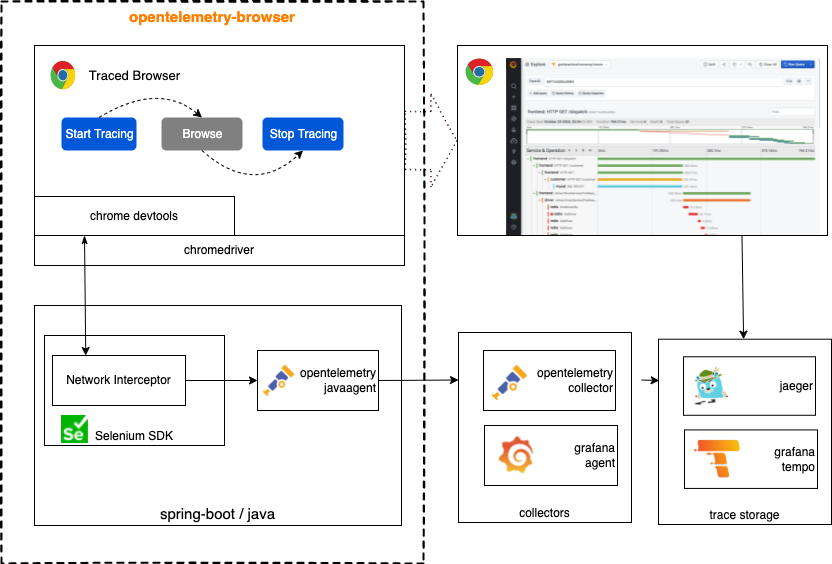 opentelemetry-browser
Traced Browser
Start Tracing
Browse
Stop Tracing
chrome devtools
chromedriver
Network Interceptor
Se
Selenium SDK
opentelemetry
javaagent
spring-boot / java
Explore
frontend: HTTP GET /dispatch
Service & Operation
opentelemetry
collector
grafana
agent
collectors
jaeger
grafana
tempo
trace storage